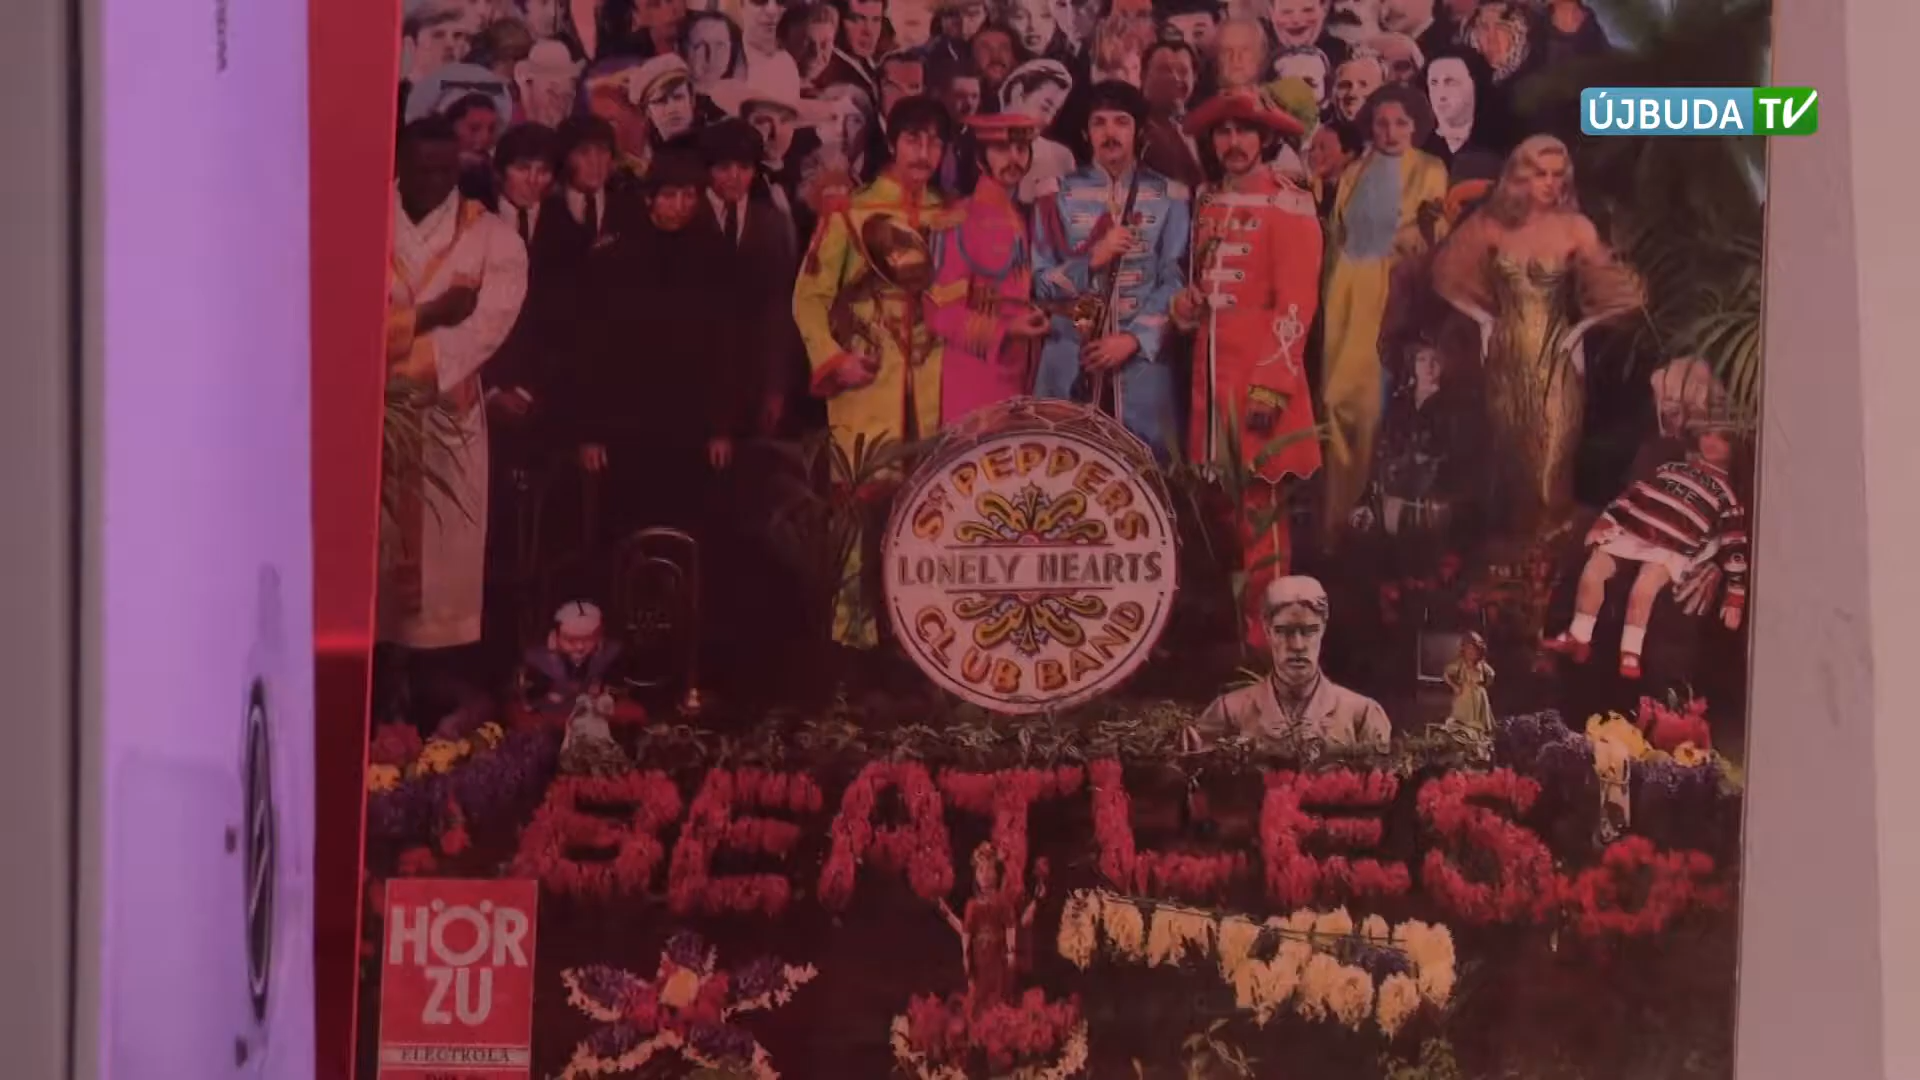 ÚJBUDA TV
SGT PEPPERS
LONELY HEARTS
CLUB BAND
BEATLES
HÖR
ZU
ELECTROLA